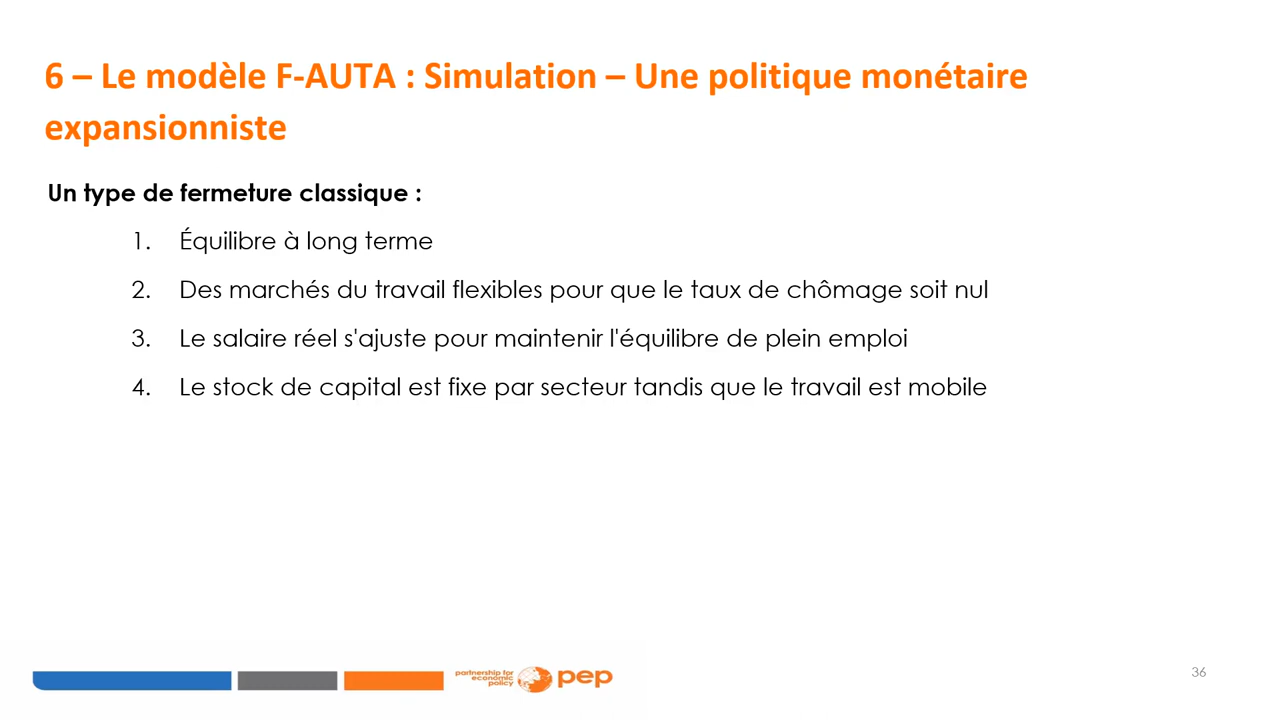 6 – Le modèle F-AUTA : Simulation – Une politique monétaire
expansionniste
Un type de fermeture classique :
1. Équilibre à long terme
2. Des marchés du travail flexibles pour que le taux de chômage soit nul
3. Le salaire réel s'ajuste pour maintenir l'équilibre de plein emploi
4. Le stock de capital est fixe par secteur tandis que le travail est mobile
partnership for
economic
policy
pep
36